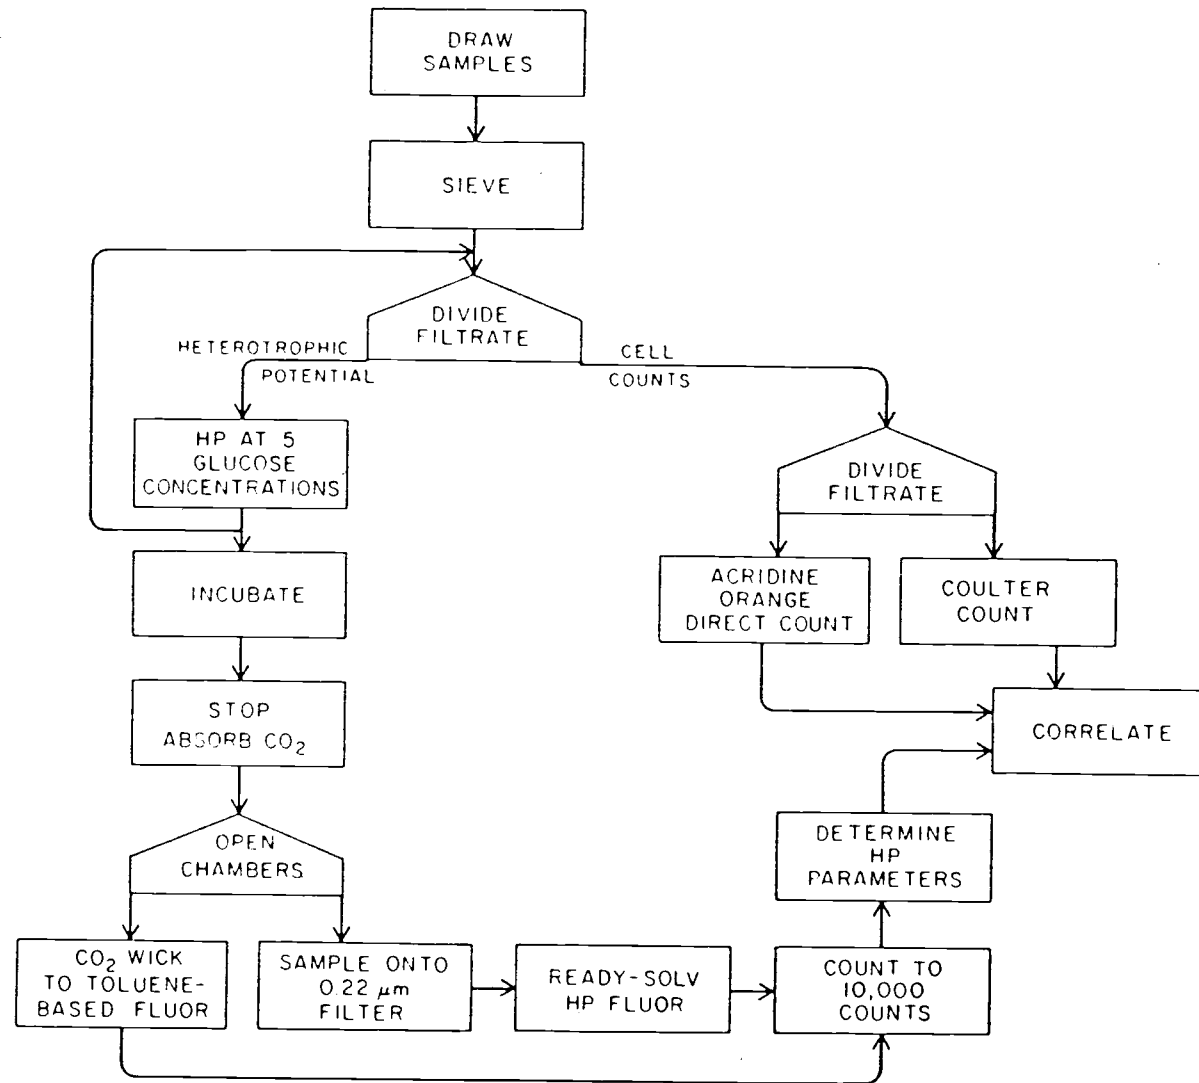 DRAW
SAMPLES
SIEVE
DIVIDE
FILTRATE
HETEROTROPHIC
POTENTIAL
CELL
COUNTS
HP AT 5
GLUCOSE
CONCENTRATIONS
DIVIDE
FILTRATE
INCUBATE
ACRIDINE
ORANGE
DIRECT COUNT
COULTER
COUNT
STOP
ABSORB CO₂
CORRELATE
OPEN
CHAMBERS
DETERMINE
HP
PARAMETERS
CO₂ WICK
TO TOLUENE-
BASED FLUOR
SAMPLE ONTO
0.22 μm
FILTER
READY-SOLV
HP FLUOR
COUNT TO
10,000
COUNTS